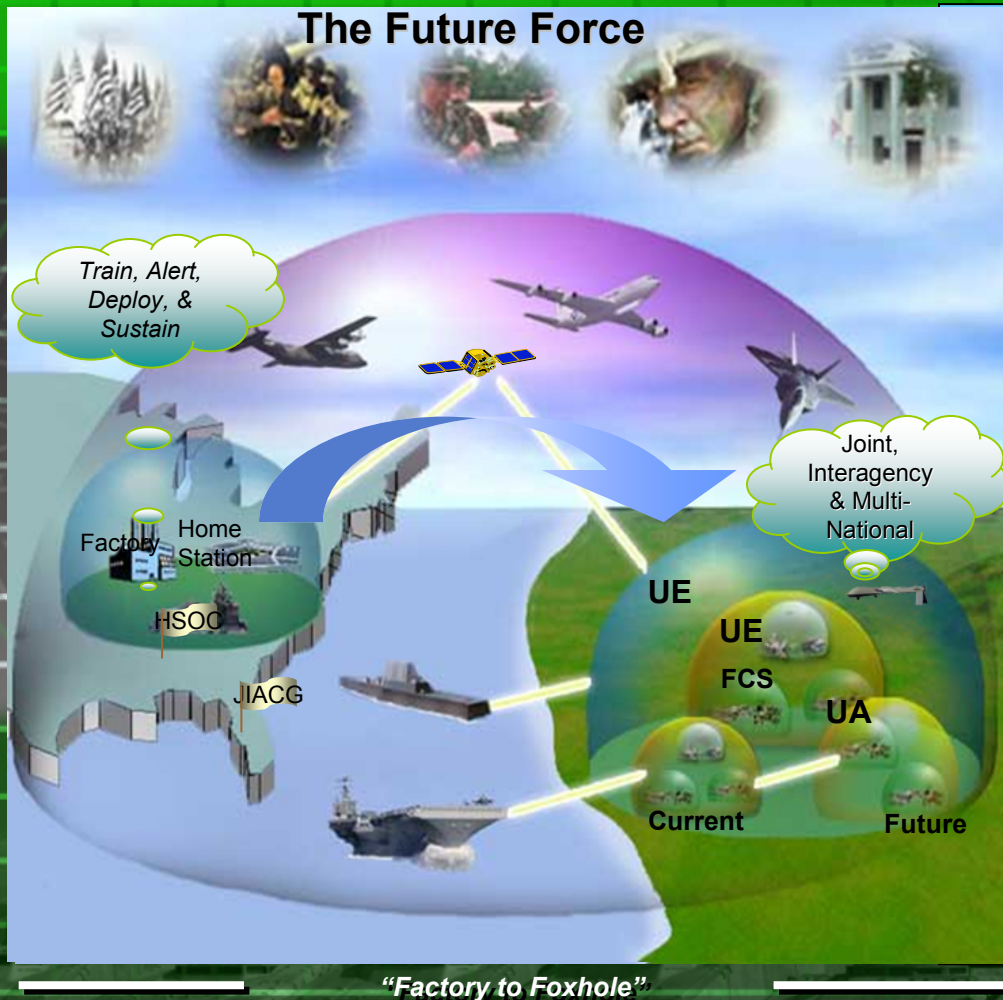 The Future Force
Train, Alert,
Deploy, &
Sustain
Joint,
Interagency
& Multi-
National
Factory
Home
Station
HSOC
JIACG
UE
UE
FCS
UA
Current
Future
“Factory to Foxhole”